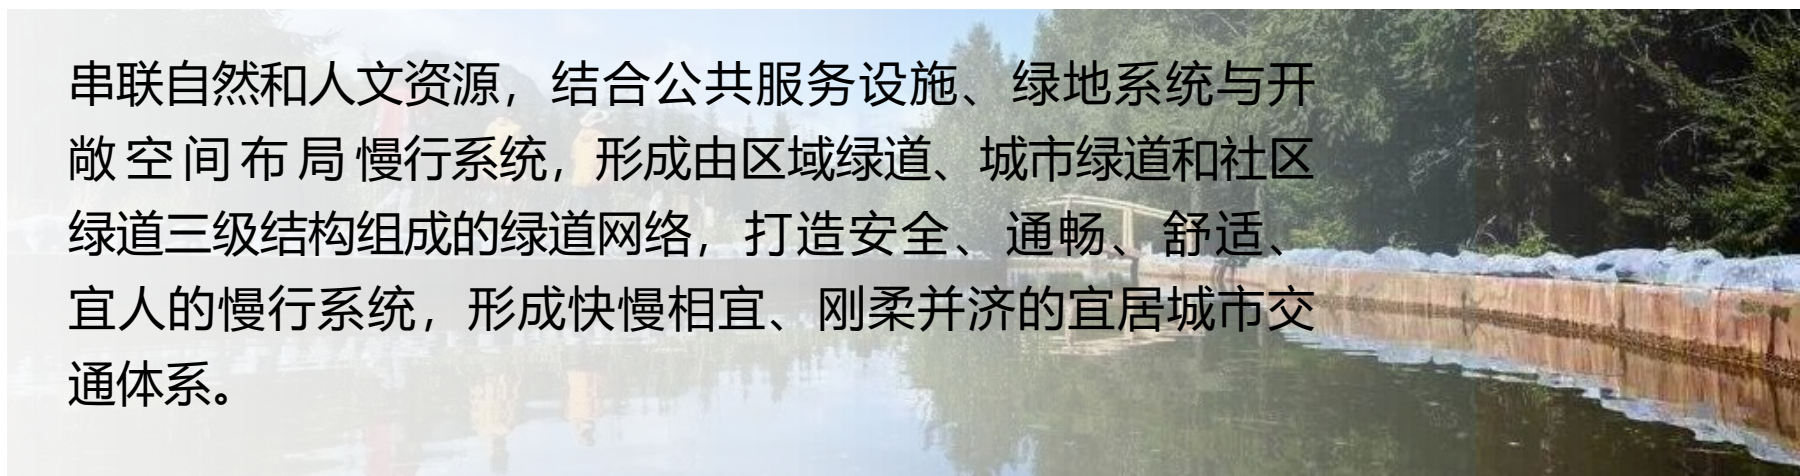 串联自然和人文资源，结合公共服务设施、绿地系统与开
敞空间布局慢行系统，形成由区域绿道、城市绿道和社区
绿道三级结构组成的绿道网络，打造安全、通畅、舒适、
宜人的慢行系统，形成快慢相宜、刚柔并济的宜居城市交
通体系。